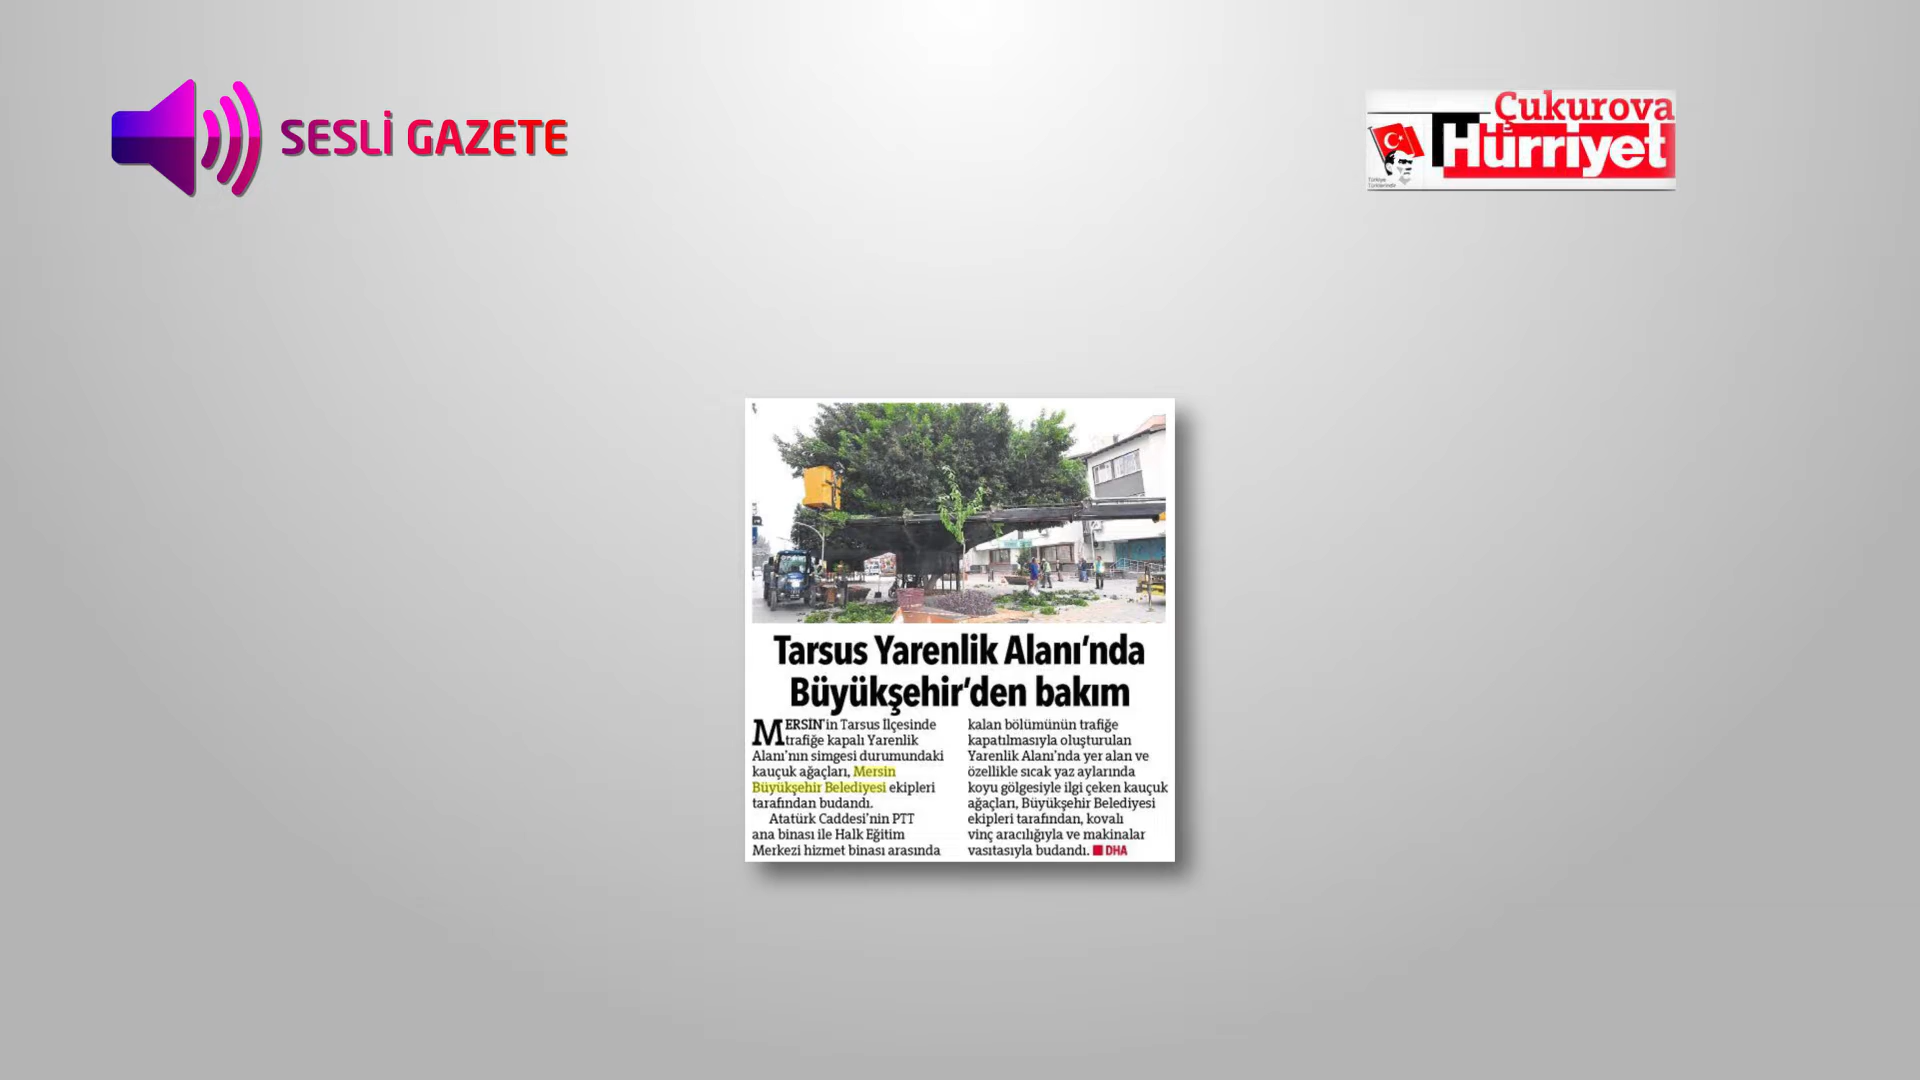 SESLİ GAZETE
Çukurova
Hürriyet
Türkiye
Türklerindir
Tarsus Yarenlik Alanı'nda
Büyükşehir'den bakım
MERSİN'in Tarsus İlçesinde
trafiğe kapalı Yarenlik
Alanı'nın simgesi durumundaki
kauçuk ağaçları, Mersin
Büyükşehir Belediyesi ekipleri
tarafından budandı.
Atatürk Caddesi'nin PTT
ana binası ile Halk Eğitim
Merkezi hizmet binası arasında
kalan bölümünün trafiğe
kapatılmasıyla oluşturulan
Yarenlik Alanı'nda yer alan ve
özellikle sıcak yaz aylarında
koyu gölgesiyle ilgi çeken kauçuk
ağaçları, Büyükşehir Belediyesi
ekipleri tarafından, kovalı
vinç aracılığıyla ve makinalar
vasıtasıyla budandı. DHA